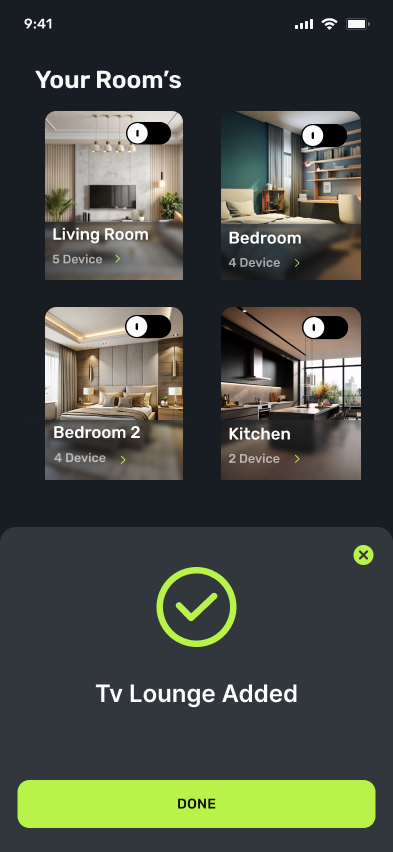 9:41
Your Room’s
Living Room
5 Device
Bedroom
4 Device
Bedroom 2
4 Device
Kitchen
2 Device
Tv Lounge Added
DONE